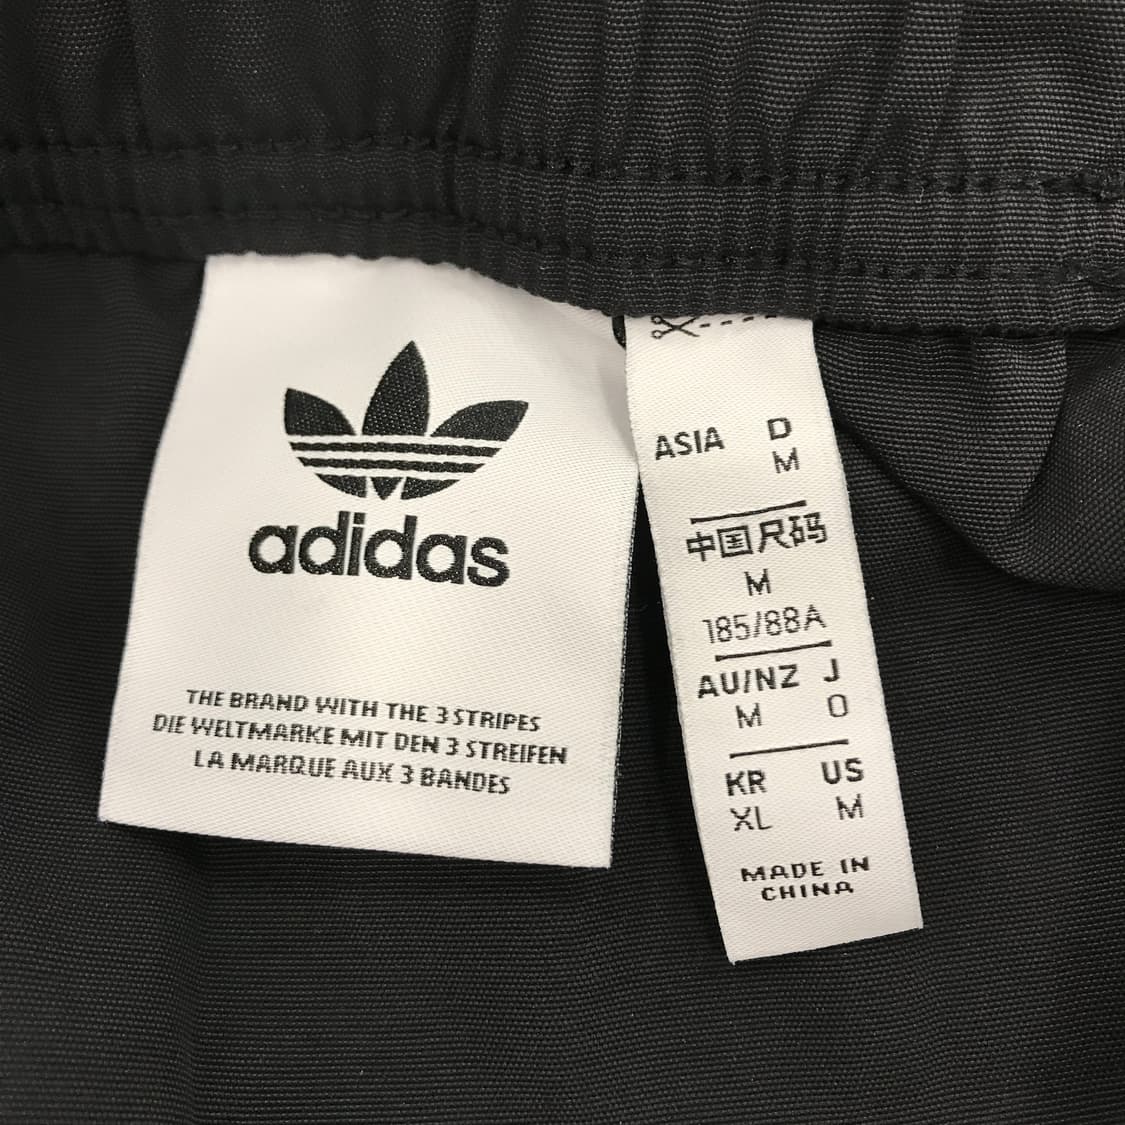 adidas
THE BRAND WITH THE 3 STRIPES
DIE WELTMARKE MIT DEN 3 STREIFEN
LA MARQUE AUX 3 BANDES
ASIA D
M
中国尺码
M
185/88A
AU/NZ J
M O
KR US
XL M
MADE IN
CHINA